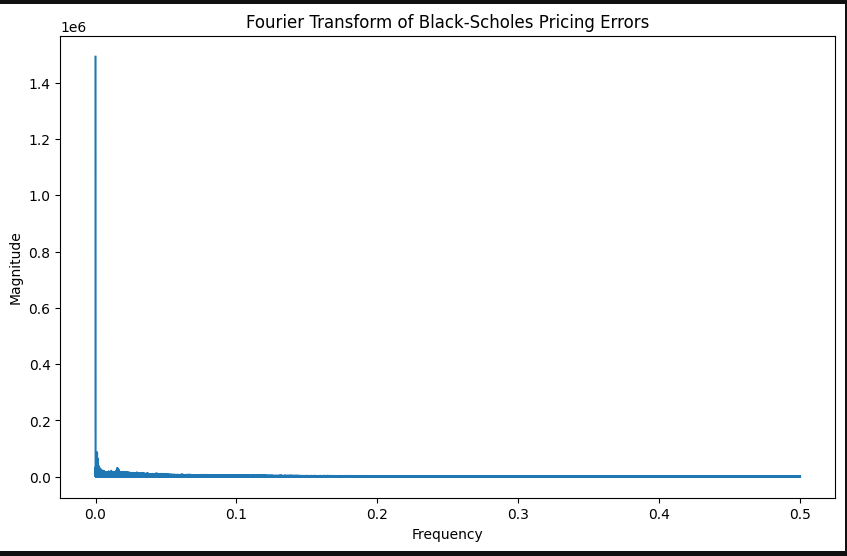 Fourier Transform of Black-Scholes Pricing Errors
1e6
1.4
1.2
1.0
0.8
0.6
0.4
0.2
0.0
Magnitude
0.0 0.1 0.2 0.3 0.4 0.5
Frequency